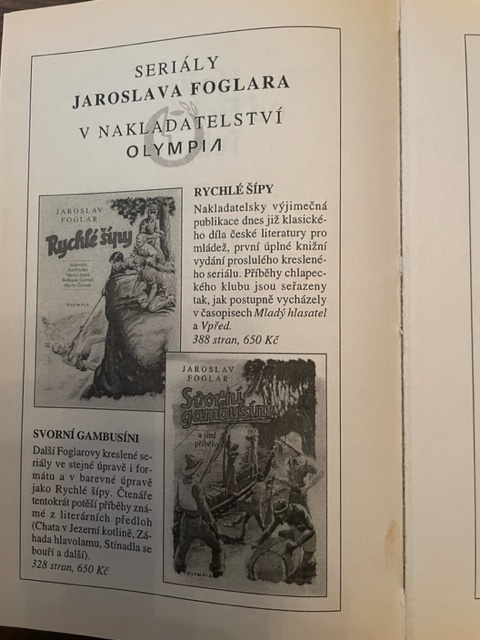 SERIÁLY
JAROSLAVA FOGLARA
V NAKLADATELSTVÍ
OLYMPIA
JAROSLAV
FOGLAR
Rychlé šípy
OLYMPIA
RYCHLÉ ŠÍPY
Nakladatelsky výjimečná
publikace dnes již klasické-
ho díla české literatury pro
mládež, první úplné knižní
vydání proslulého kreslené-
ho seriálu. Příběhy chlapec-
kého klubu jsou seřazeny
tak, jak postupně vycházely
v časopisech Mladý hlasatel
a Vpřed.
388 stran, 650 Kč
JAROSLAV
FOGLAR
Svorní
gambusíni
a jiné
příběhy
OLYMPIA
SVORNÍ GAMBUSÍNI
Další Foglarovy kreslené se-
riály ve stejné úpravě i for-
mátu a v barevné úpravě
jako Rychlé šípy. Čtenáře
tentokrát potěší příběhy zná-
mé z literárních předloh
(Chata v Jezerní kotlině, Zá-
hada hlavolamu, Stínadla se
bouří a další).
328 stran, 650 Kč